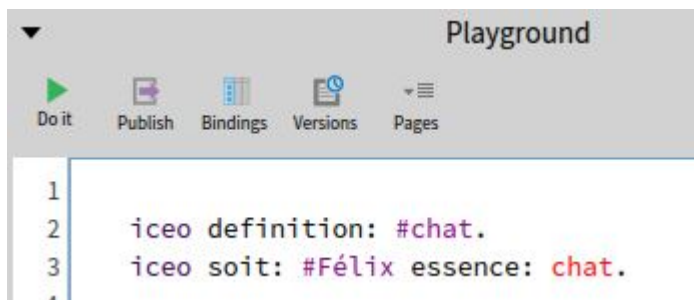 Playground
Do it Publish Bindings Versions Pages
1
2 iceo definition: #chat.
3 iceo soit: #Félix essence: chat.